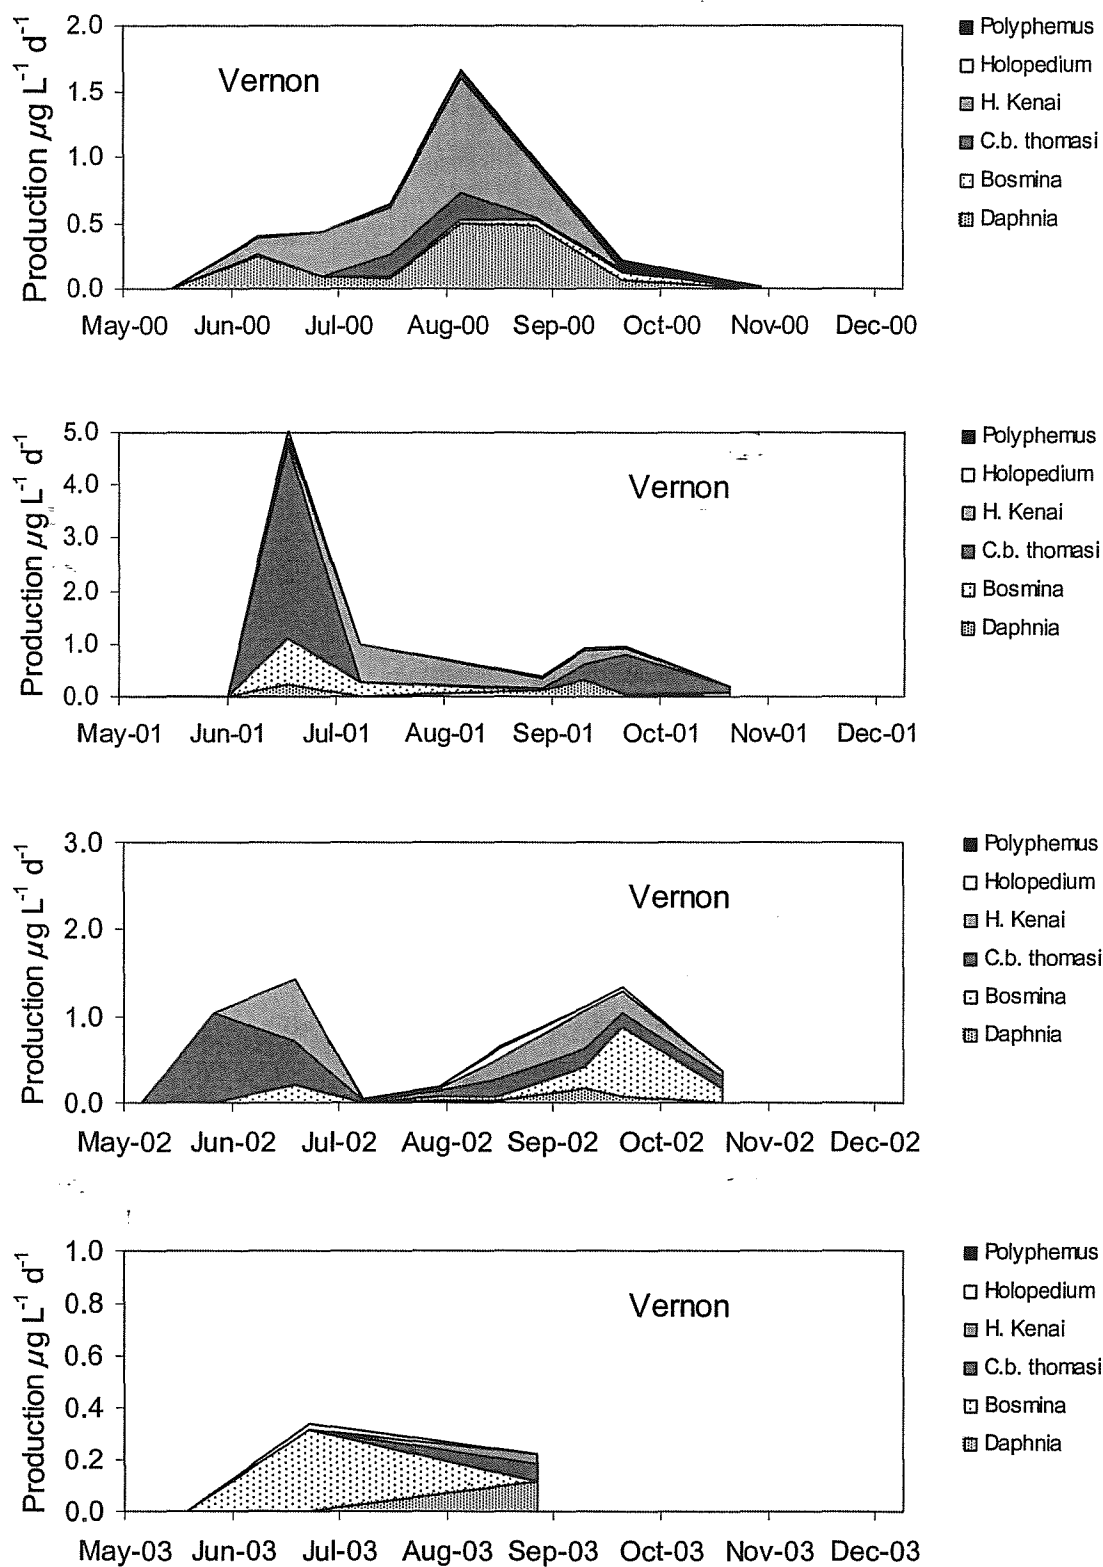 Production µg L⁻¹ d⁻¹
2.0
1.5
1.0
0.5
0.0
Vernon
May-00 Jun-00 Jul-00 Aug-00 Sep-00 Oct-00 Nov-00 Dec-00
Polyphemus
Holopedium
H. Kenai
C.b. thomasi
Bosmina
Daphnia
Production µg L⁻¹ d⁻¹
5.0
4.0
3.0
2.0
1.0
0.0
Vernon
May-01 Jun-01 Jul-01 Aug-01 Sep-01 Oct-01 Nov-01 Dec-01
Polyphemus
Holopedium
H. Kenai
C.b. thomasi
Bosmina
Daphnia
Production µg L⁻¹ d⁻¹
3.0
2.0
1.0
0.0
Vernon
May-02 Jun-02 Jul-02 Aug-02 Sep-02 Oct-02 Nov-02 Dec-02
Polyphemus
Holopedium
H. Kenai
C.b. thomasi
Bosmina
Daphnia
Production µg L⁻¹ d⁻¹
1.0
0.8
0.6
0.4
0.2
0.0
Vernon
May-03 Jun-03 Jul-03 Aug-03 Sep-03 Oct-03 Nov-03 Dec-03
Polyphemus
Holopedium
H. Kenai
C.b. thomasi
Bosmina
Daphnia